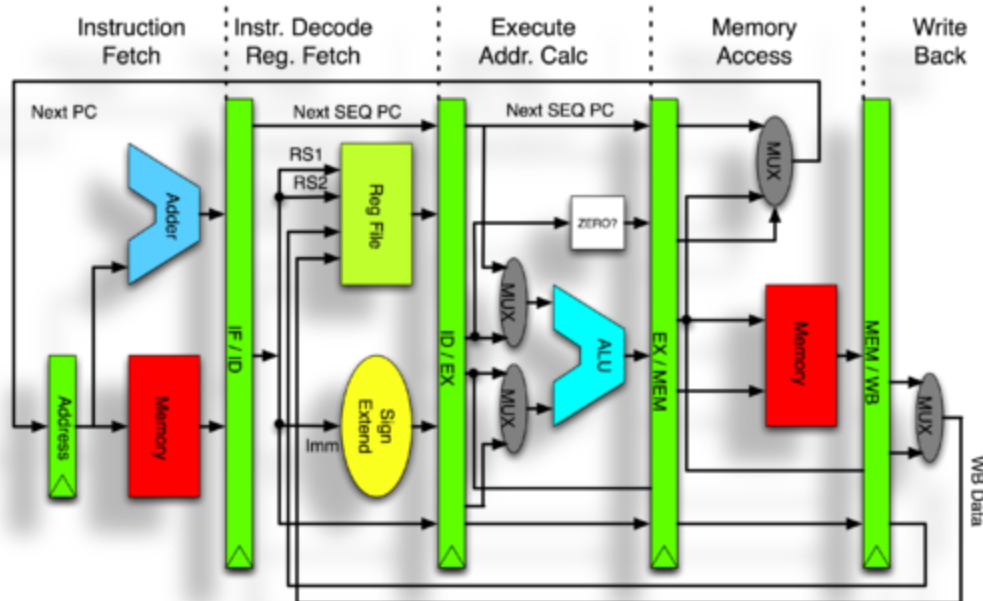 Instruction
Fetch
Instr. Decode
Reg. Fetch
Execute
Addr. Calc
Memory
Access
Write
Back
Next PC
Next SEQ PC
Next SEQ PC
RS1
RS2
Reg File
Adder
MUX
ZERO?
MUX
ALU
IF / ID
ID / EX
EX / MEM
MEM / WB
Memory
Address
Memory
Sign
Extend
Imm
MUX
MUX
WB Data